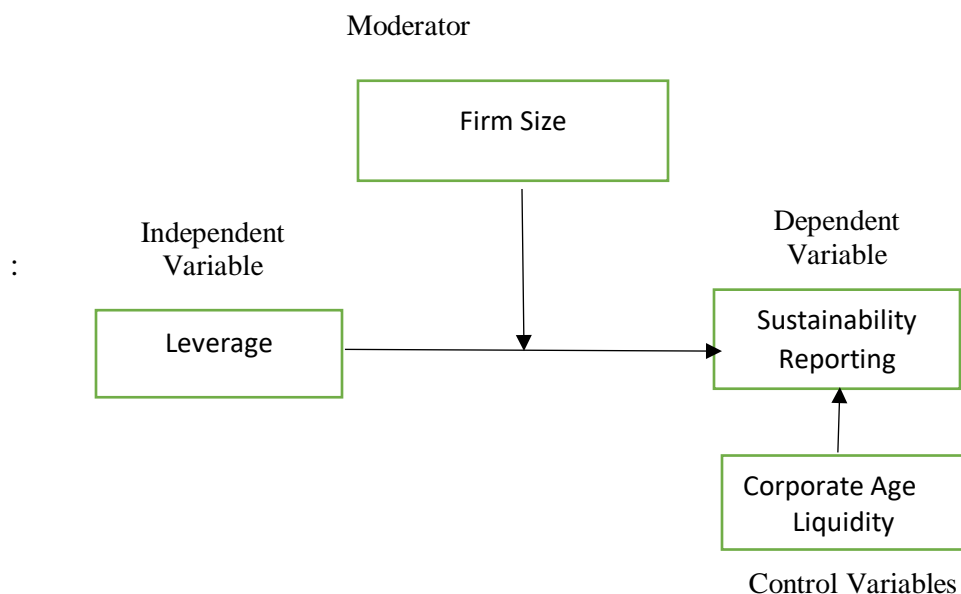 Moderator
Firm Size
Independent
Variable
:
Dependent
Variable
Leverage
Sustainability
Reporting
Corporate Age
Liquidity
Control Variables